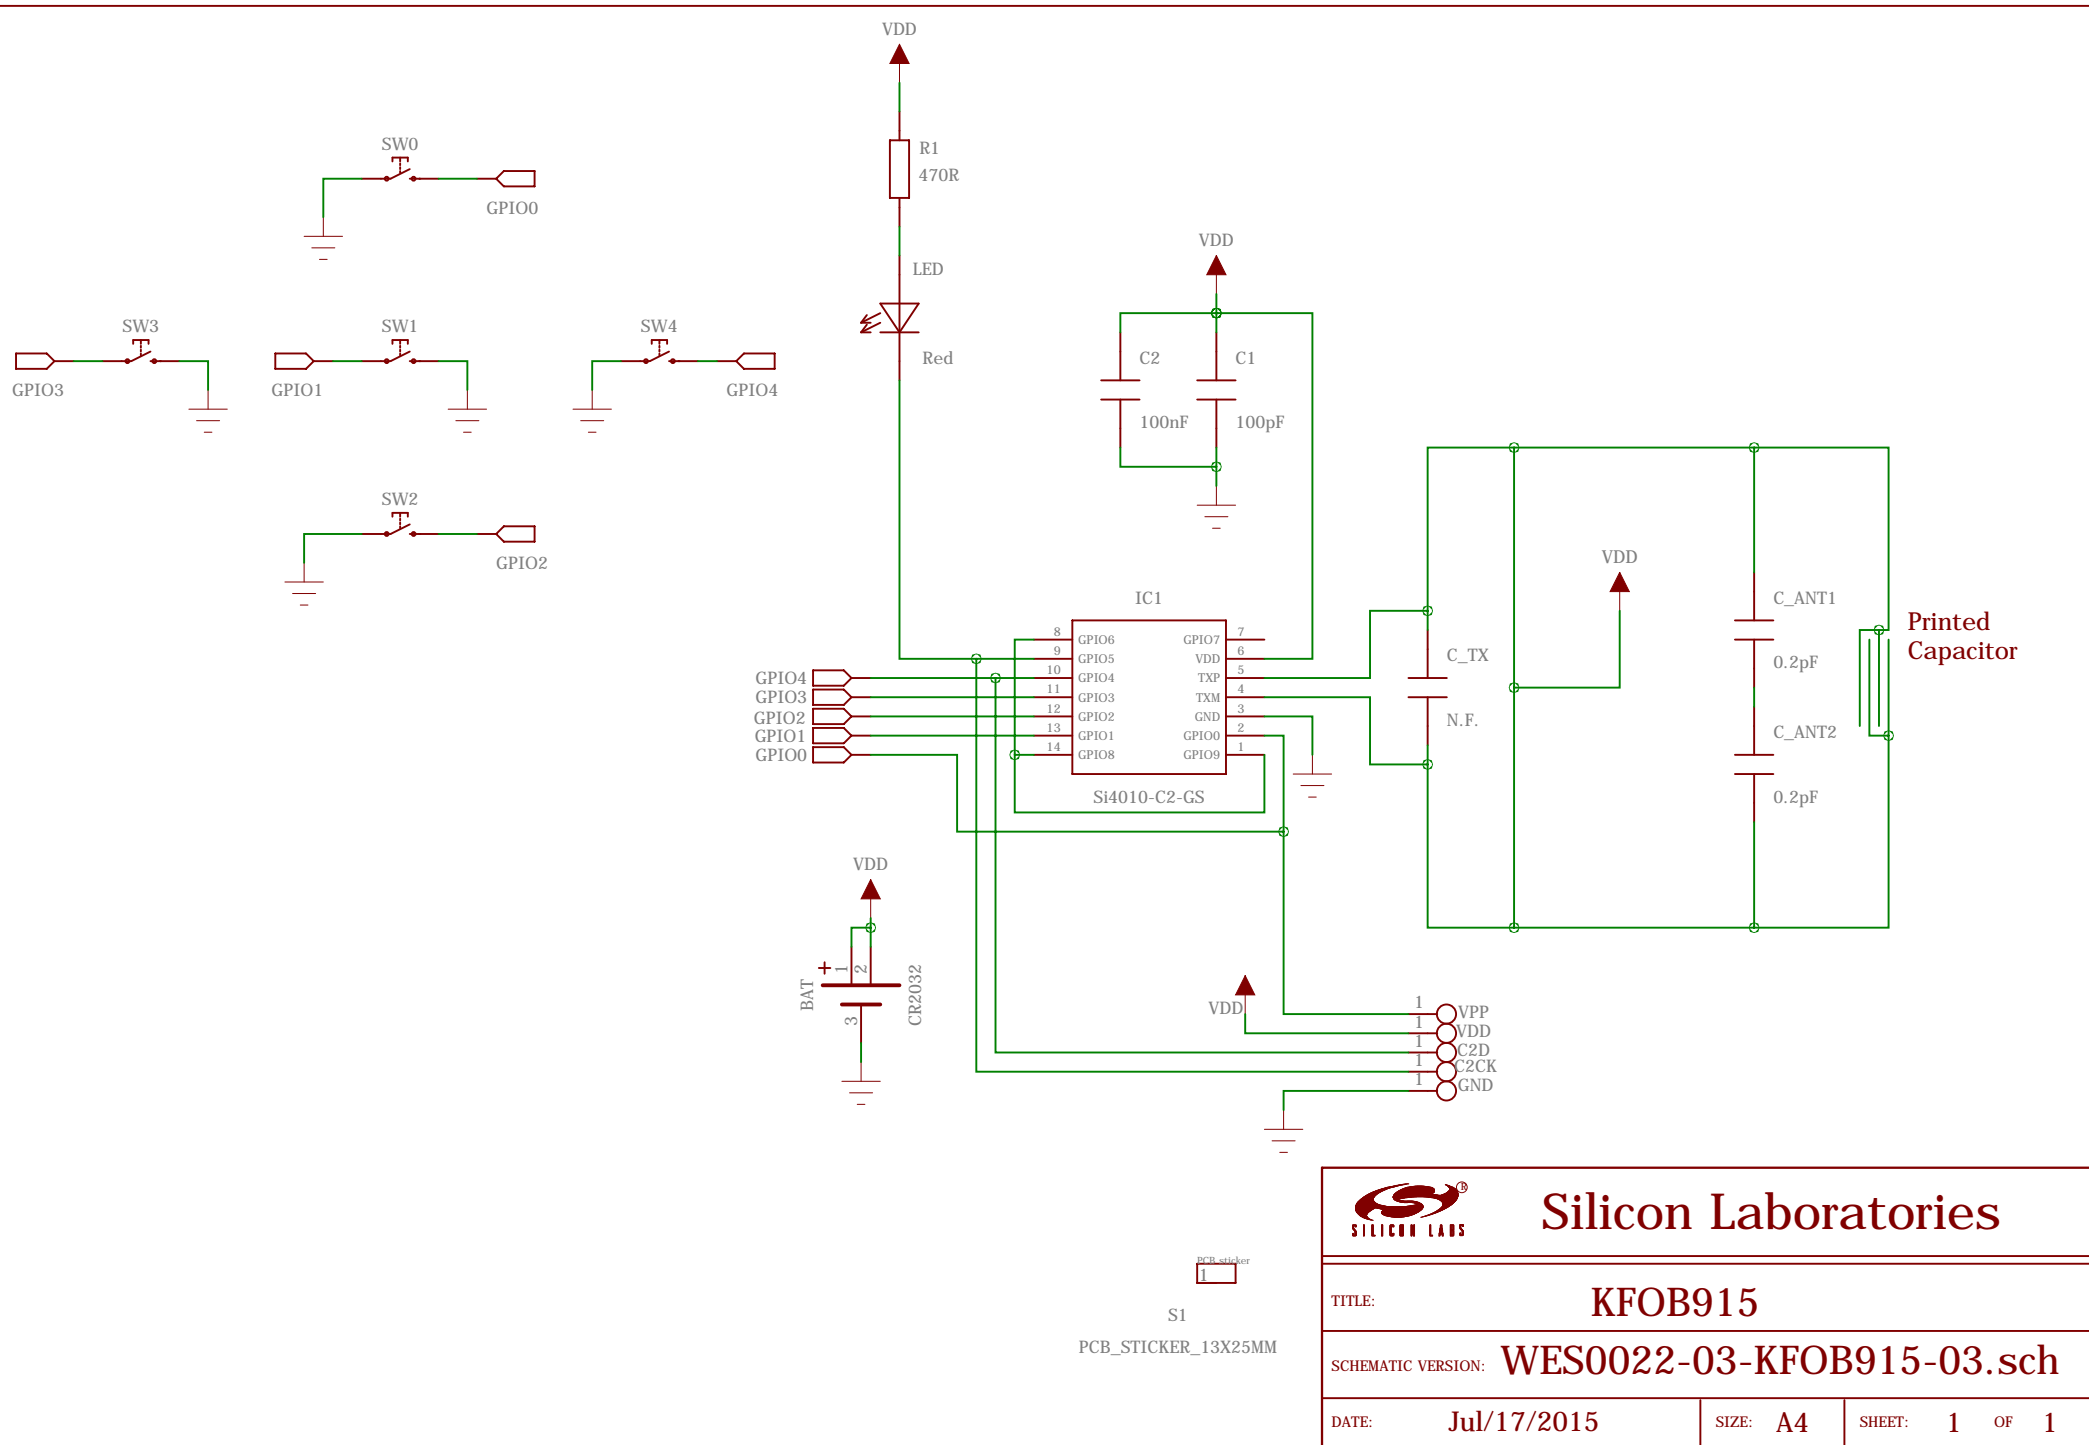 VDD
R1
470R
LED
Red
SW0
GPIO0
SW3
GPIO3
SW1
GPIO1
SW4
GPIO4
SW2
GPIO2
VDD
C2
100nF
C1
100pF
IC1
8 GPIO6 GPIO7 7
9 GPIO5 VDD 6
10 GPIO4 TXP 5
11 GPIO3 TXM 4
12 GPIO2 GND 3
13 GPIO1 GPIO0 2
14 GPIO8 GPIO9 1
Si4010-C2-GS
GPIO4
GPIO3
GPIO2
GPIO1
GPIO0
C_TX
N.F.
VDD
C_ANT1
0.2pF
C_ANT2
0.2pF
Printed
Capacitor
VDD
BAT
+ 1 2
3
CR2032
VDD
1 VPP
1 VDD
1 C2D
1 C2CK
1 GND
PCB sticker
1
S1
PCB_STICKER_13X25MM
SILICON LABS ®
Silicon Laboratories
TITLE: KFOB915
SCHEMATIC VERSION: WES0022-03-KFOB915-03.sch
DATE: Jul/17/2015 SIZE: A4 SHEET: 1 OF 1